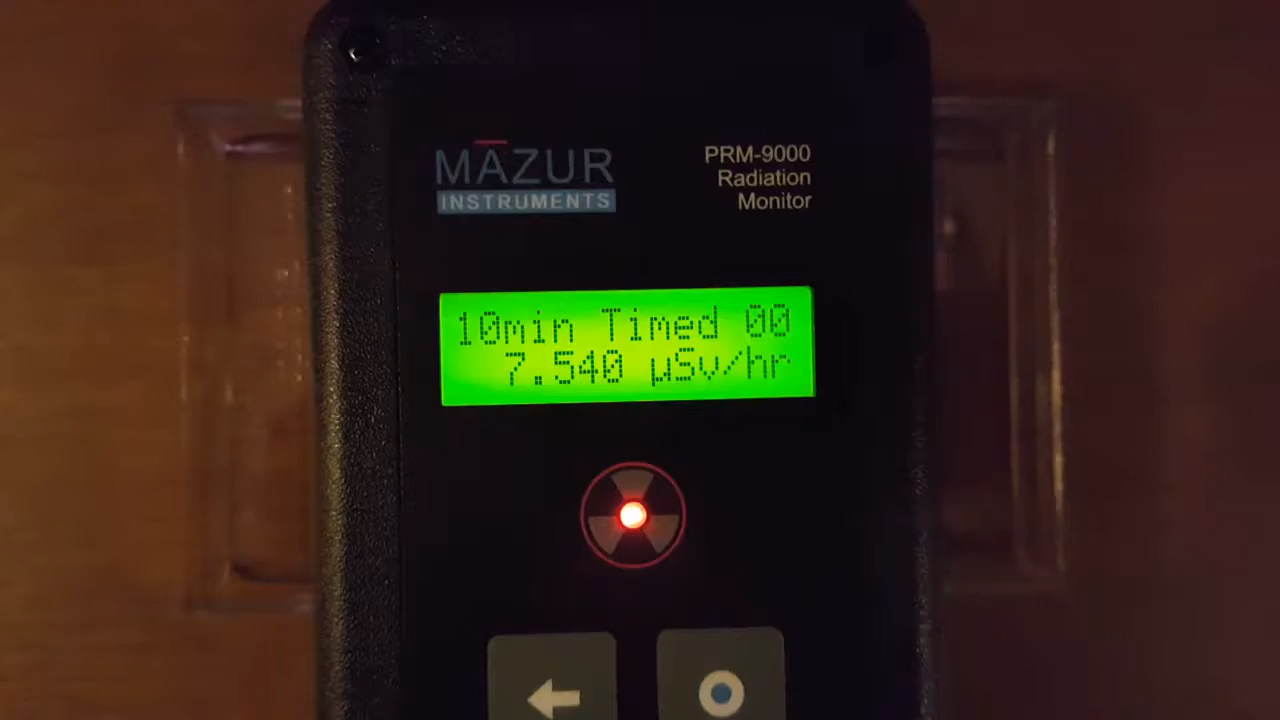 MAZUR
INSTRUMENTS
PRM-9000
Radiation
Monitor
10min Timed 00
7.540 µSv/hr